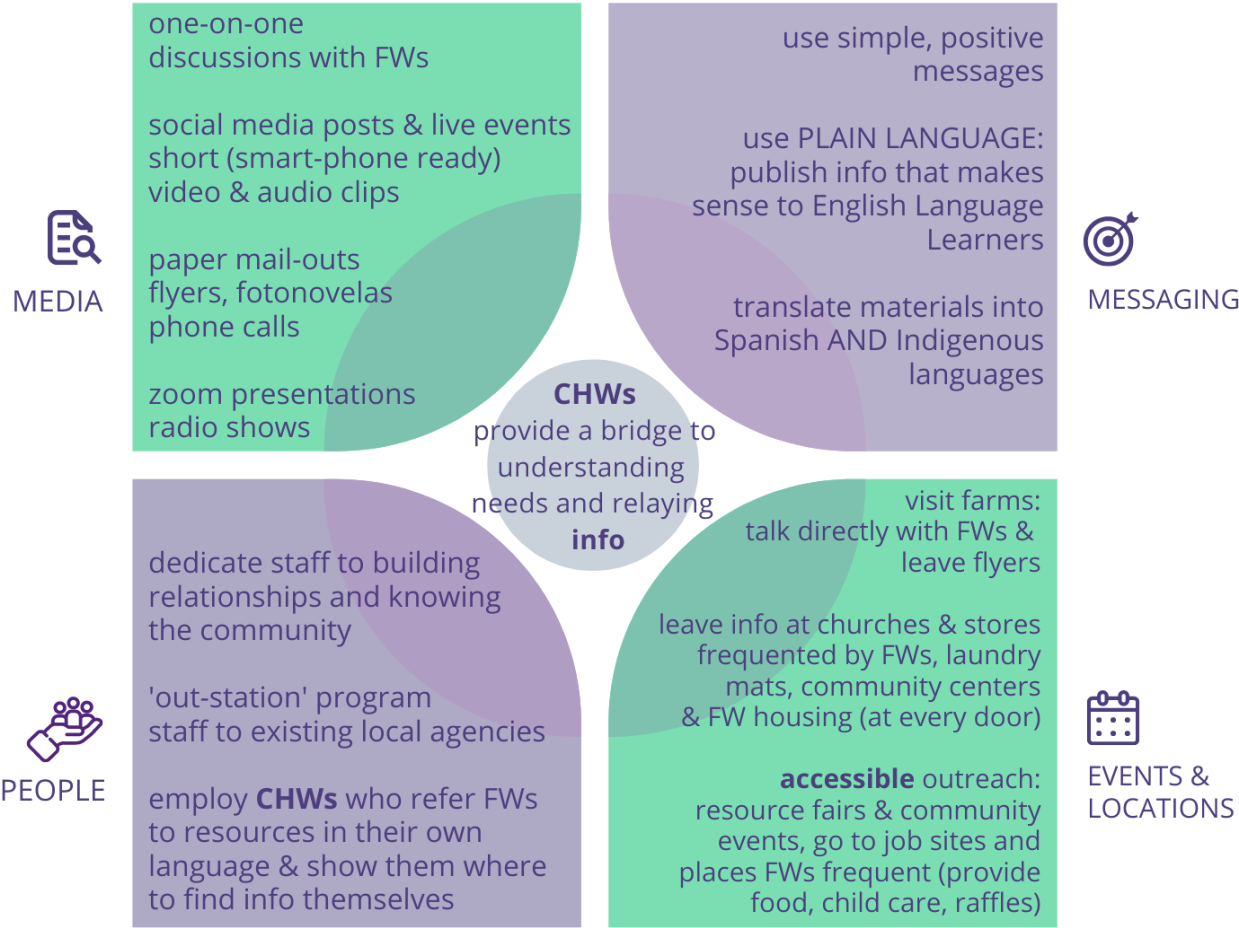 one-on-one
discussions with FWs
social media posts & live events
short (smart-phone ready)
video & audio clips
paper mail-outs
flyers, fotonovelas
phone calls
zoom presentations
radio shows
MEDIA
use simple, positive
messages
use PLAIN LANGUAGE:
publish info that makes
sense to English Language
Learners
translate materials into
Spanish AND Indigenous
languages
MESSAGING
CHWs
provide a bridge to
understanding
needs and relaying
info
dedicate staff to building
relationships and knowing
the community
'out-station' program
staff to existing local agencies
employ CHWs who refer FWs
to resources in their own
language & show them where
to find info themselves
PEOPLE
visit farms:
talk directly with FWs &
leave flyers
leave info at churches & stores
frequented by FWs, laundry
mats, community centers
& FW housing (at every door)
accessible outreach:
resource fairs & community
events, go to job sites and
places FWs frequent (provide
food, child care, raffles)
EVENTS &
LOCATIONS